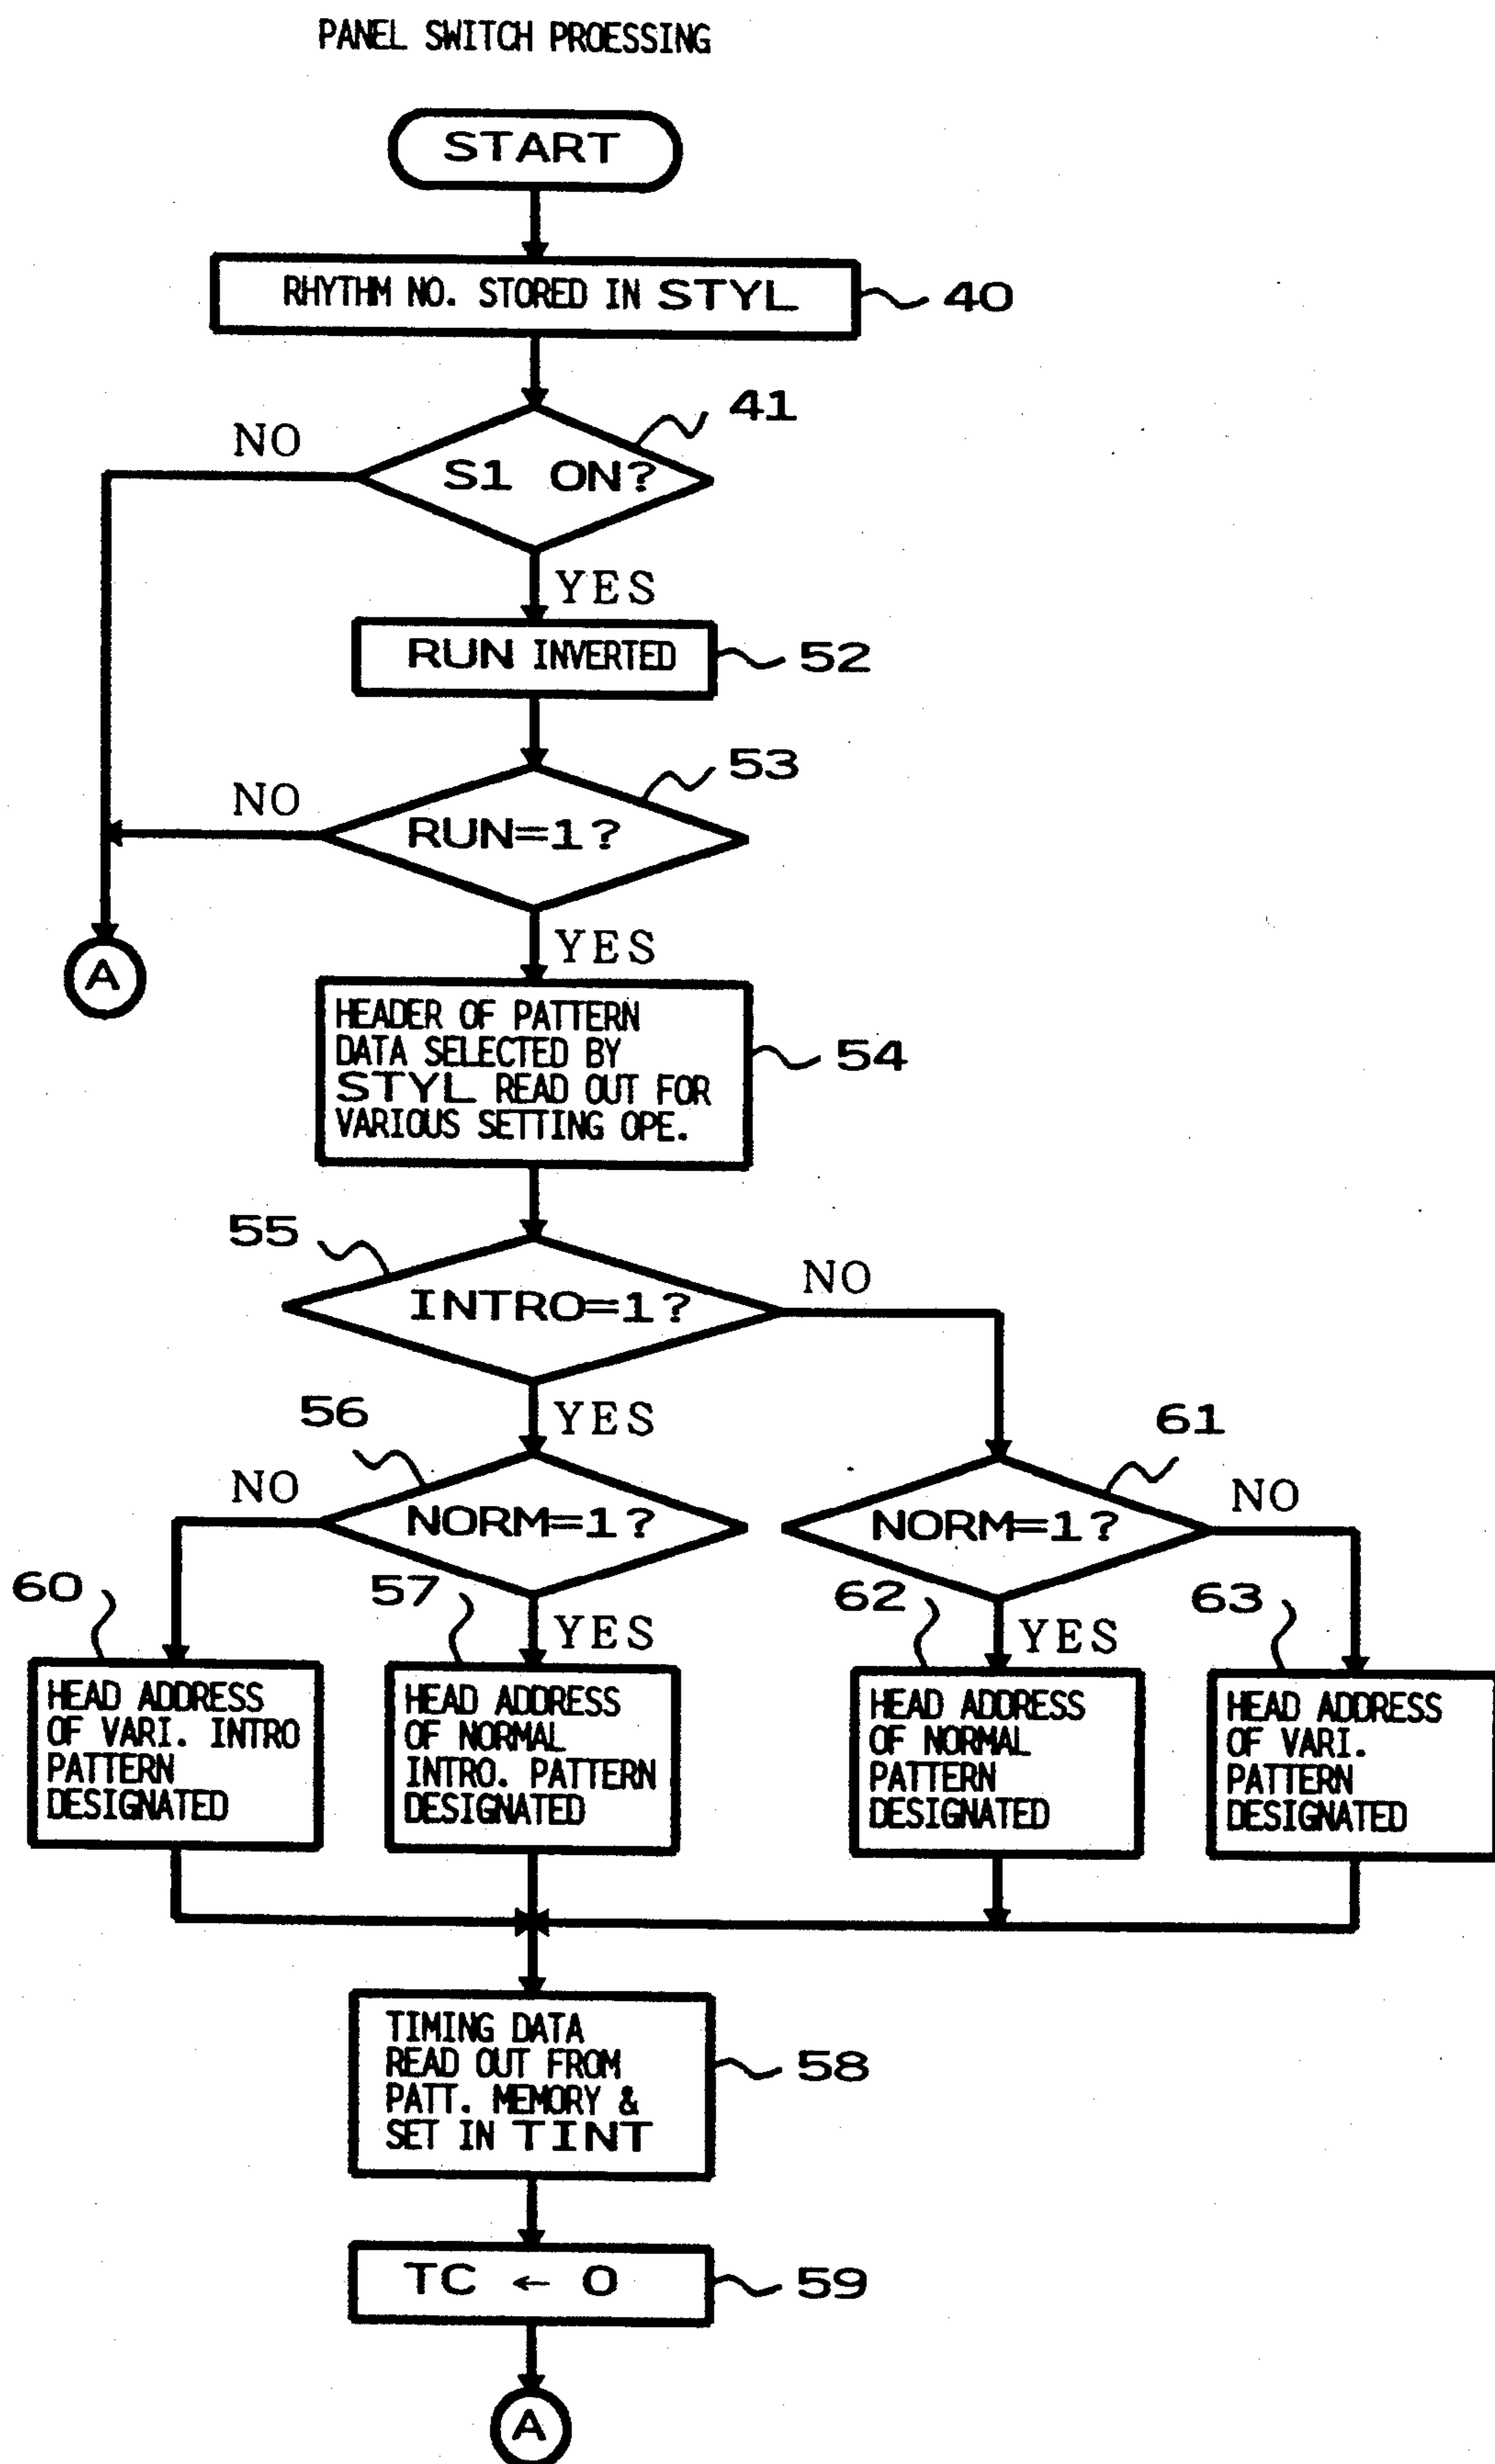 PANEL SWITCH PROESSING
START
RHYTHM NO. STORED IN STYL
40
41
NO
S1 ON?
YES
RUN INVERTED
52
53
NO
RUN=1?
YES
A
HEADER OF PATTERN
DATA SELECTED BY
STYL READ OUT FOR
VARIOUS SETTING OPE.
54
55
INTRO=1?
NO
YES
56
NO
NORM=1?
YES
61
NORM=1?
NO
YES
60
HEAD ADDRESS
OF VARI. INTRO
PATTERN
DESIGNATED
57
HEAD ADDRESS
OF NORMAL
INTRO. PATTERN
DESIGNATED
62
HEAD ADDRESS
OF NORMAL
PATTERN
DESIGNATED
63
HEAD ADDRESS
OF VARI.
PATTERN
DESIGNATED
TIMING DATA
READ OUT FROM
PATT. MEMORY &
SET IN TINT
58
TC ← 0
59
A